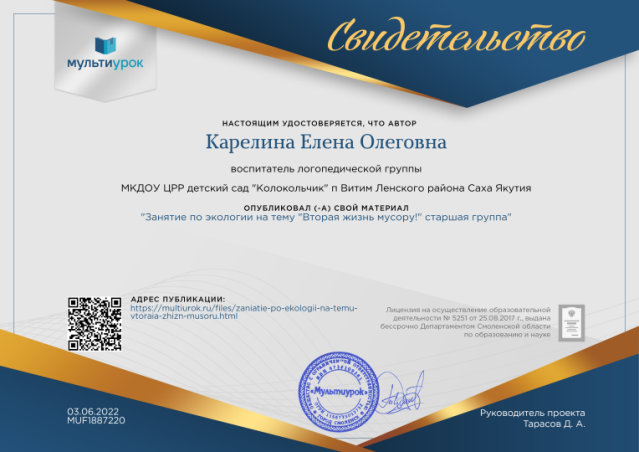 Свидетельство
мультиурок
НАСТОЯЩИМ УДОСТОВЕРЯЕТСЯ, ЧТО АВТОР
Карелина Елена Олеговна
воспитатель логопедической группы
МКДОУ ЦРР детский сад "Колокольчик" п Витим Ленского района Саха Якутия
ОПУБЛИКОВАЛ (-А) СВОЙ МАТЕРИАЛ
"Занятие по экологии на тему "Вторая жизнь мусору!" старшая группа"
АДРЕС ПУБЛИКАЦИИ:
https://multiurok.ru/files/zaniatie-po-ekologii-na-temu-
vtoraia-zhizn-musoru.html
Лицензия на осуществление образовательной
деятельности № 5251 от 25.08.2017 г., выдана
бессрочно Департаментом Смоленской области
по образованию и науке
«Мультиурок»
03.06.2022
MUF1887220
Руководитель проекта
Тарасов Д. А.